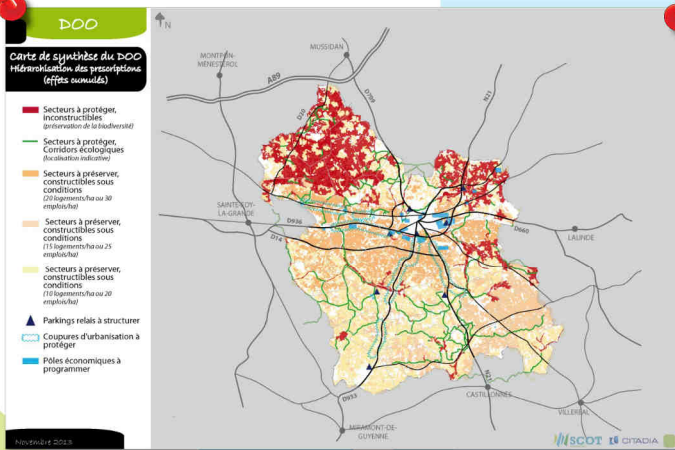 DOO
Carte de synthèse du DOO
Hiérarchisation des prescriptions
(effets cumulés)
Secteurs à protéger,
inconstructibles
(préservation de la biodiversité)
Secteurs à protéger,
Corridors écologiques
(localisation indicative)
Secteurs à préserver,
constructibles sous
conditions
(20 logements/ha ou 30
emplois/ha)
Secteurs à préserver,
constructibles sous
conditions
(15 logements/ha ou 25
emplois/ha)
Secteurs à préserver,
constructibles sous
conditions
(10 logements/ha ou 20
emplois/ha)
Parkings relais à structurer
Coupures d'urbanisation à
protéger
Pôles économiques à
programmer
Novembre 2013
N
MUSSIDAN
MONTPON-
MÉNESTÉROL
A89
D709
N21
D20
SAINTE-FOY-
LA-GRANDE
D936
D14
D660
LALINDE
N21
CASTILLONNÈS
D933
VILLERÉAL
MIRAMONT-DE-
GUYENNE
SCOT
CITADIA